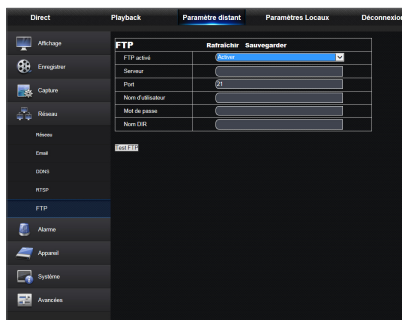 Direct Playback Paramètre distant Paramètres Locaux Déconnexion
Affichage
Enregistrer
Capture
Réseau
Réseau
Email
DDNS
RTSP
FTP
Alarme
Appareil
Système
Avancées
FTP Rafraichir Sauvegarder
FTP activé Activer
Serveur
Port 21
Nom d'utilisateur
Mot de passe
Nom DIR
Test FTP